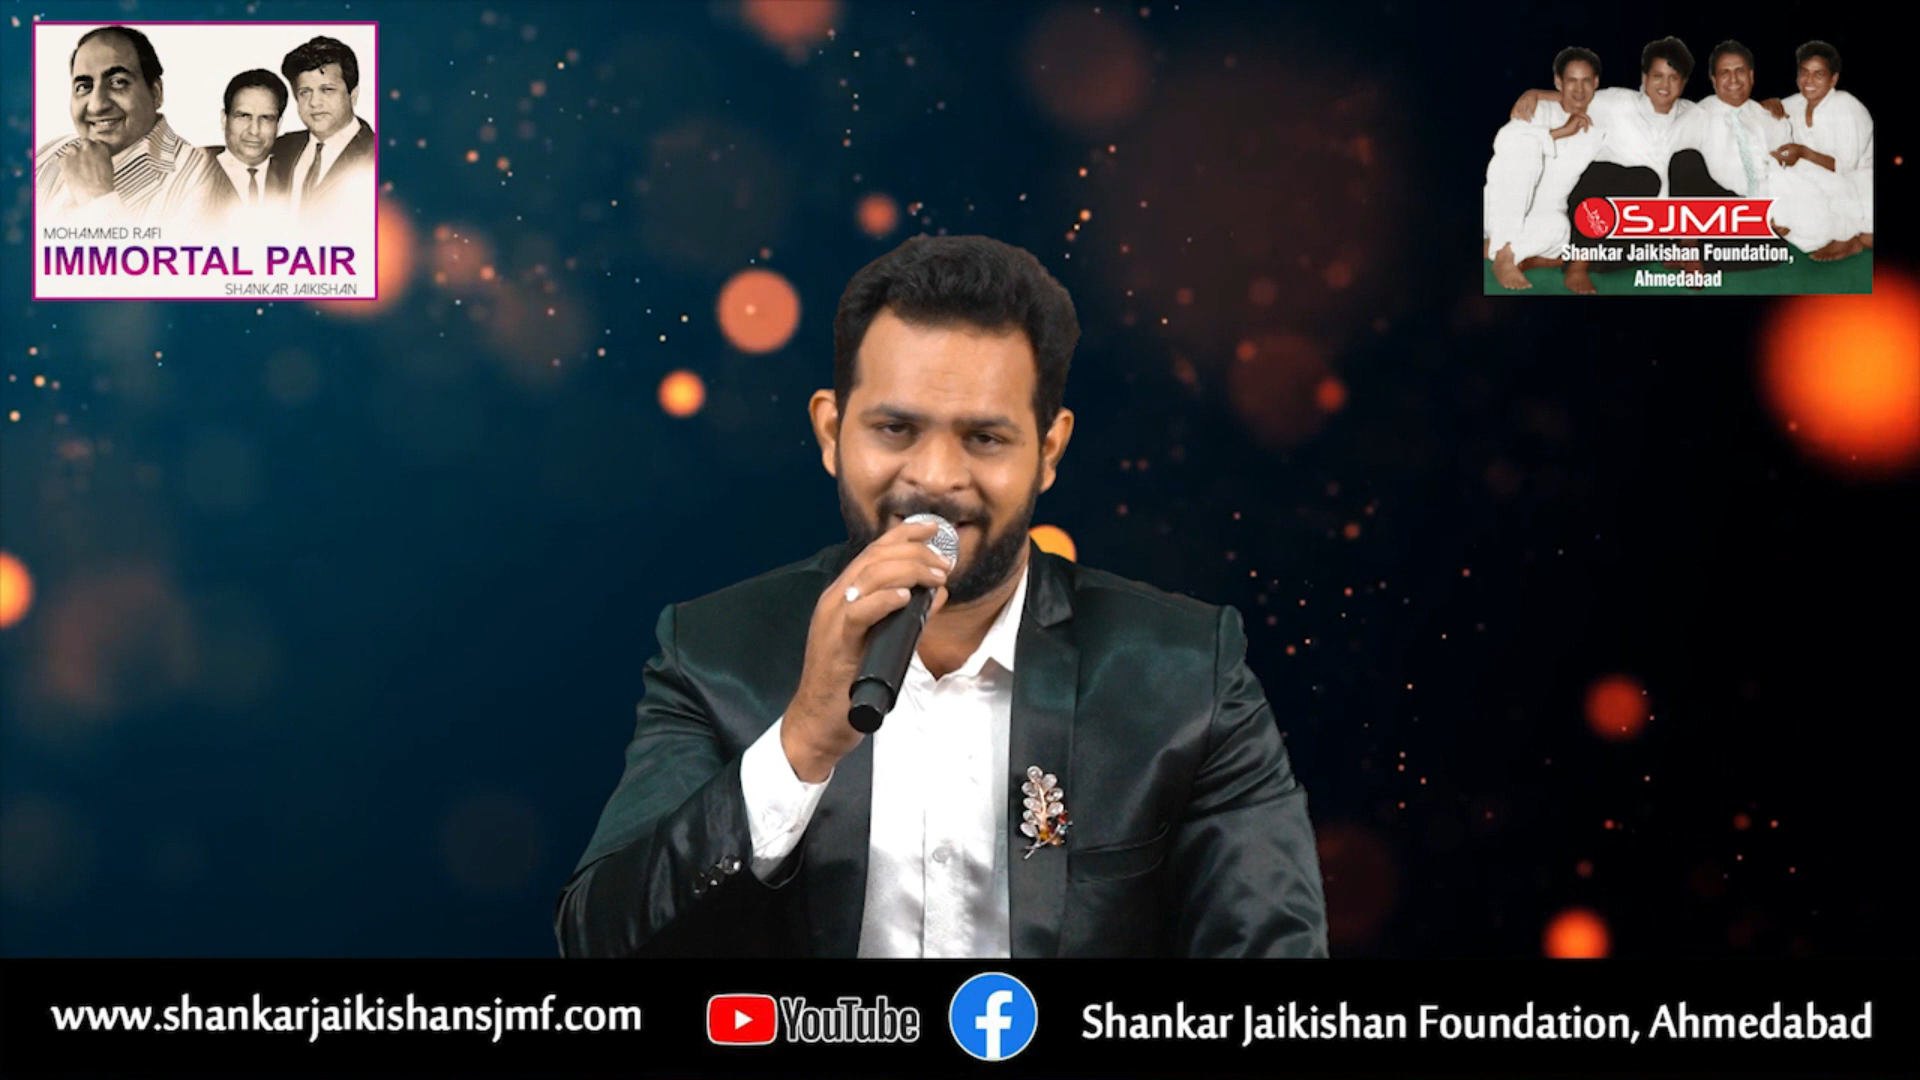 MOHAMMED RAFI
IMMORTAL PAIR
SHANKAR JAIKISHAN
SJMF
Shankar Jaikishan Foundation,
Ahmedabad
www.shankarjaikishansjmf.com
YouTube
Shankar Jaikishan Foundation, Ahmedabad